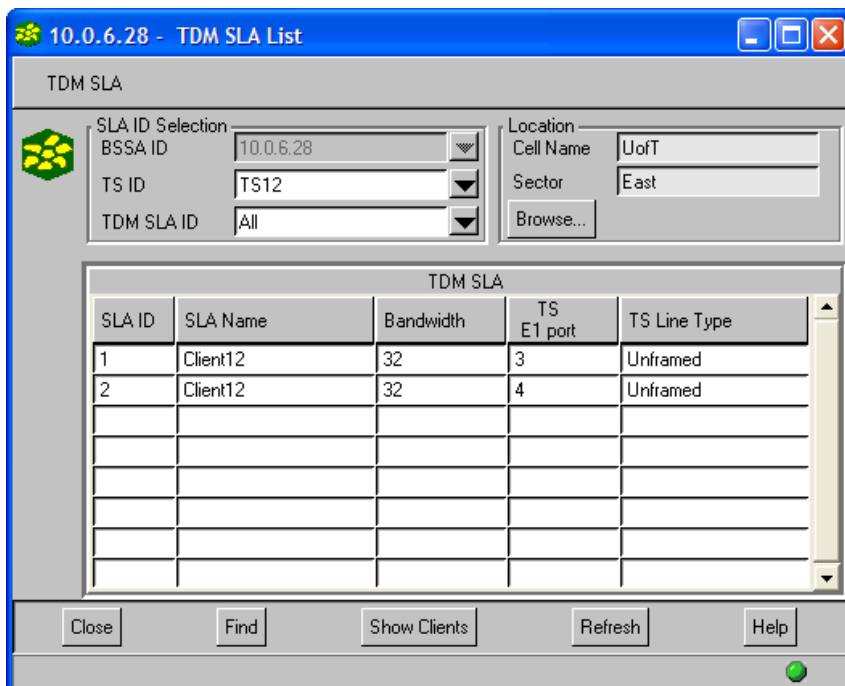 10.0.6.28 - TDM SLA List
TDM SLA
SLA ID Selection
BSSA ID 10.0.6.28
TS ID TS12
TDM SLA ID All
Location
Cell Name UofT
Sector East
Browse...
TDM SLA
SLA ID SLA Name Bandwidth TS E1 port TS Line Type
1 Client12 32 3 Unframed
2 Client12 32 4 Unframed
Close Find Show Clients Refresh Help